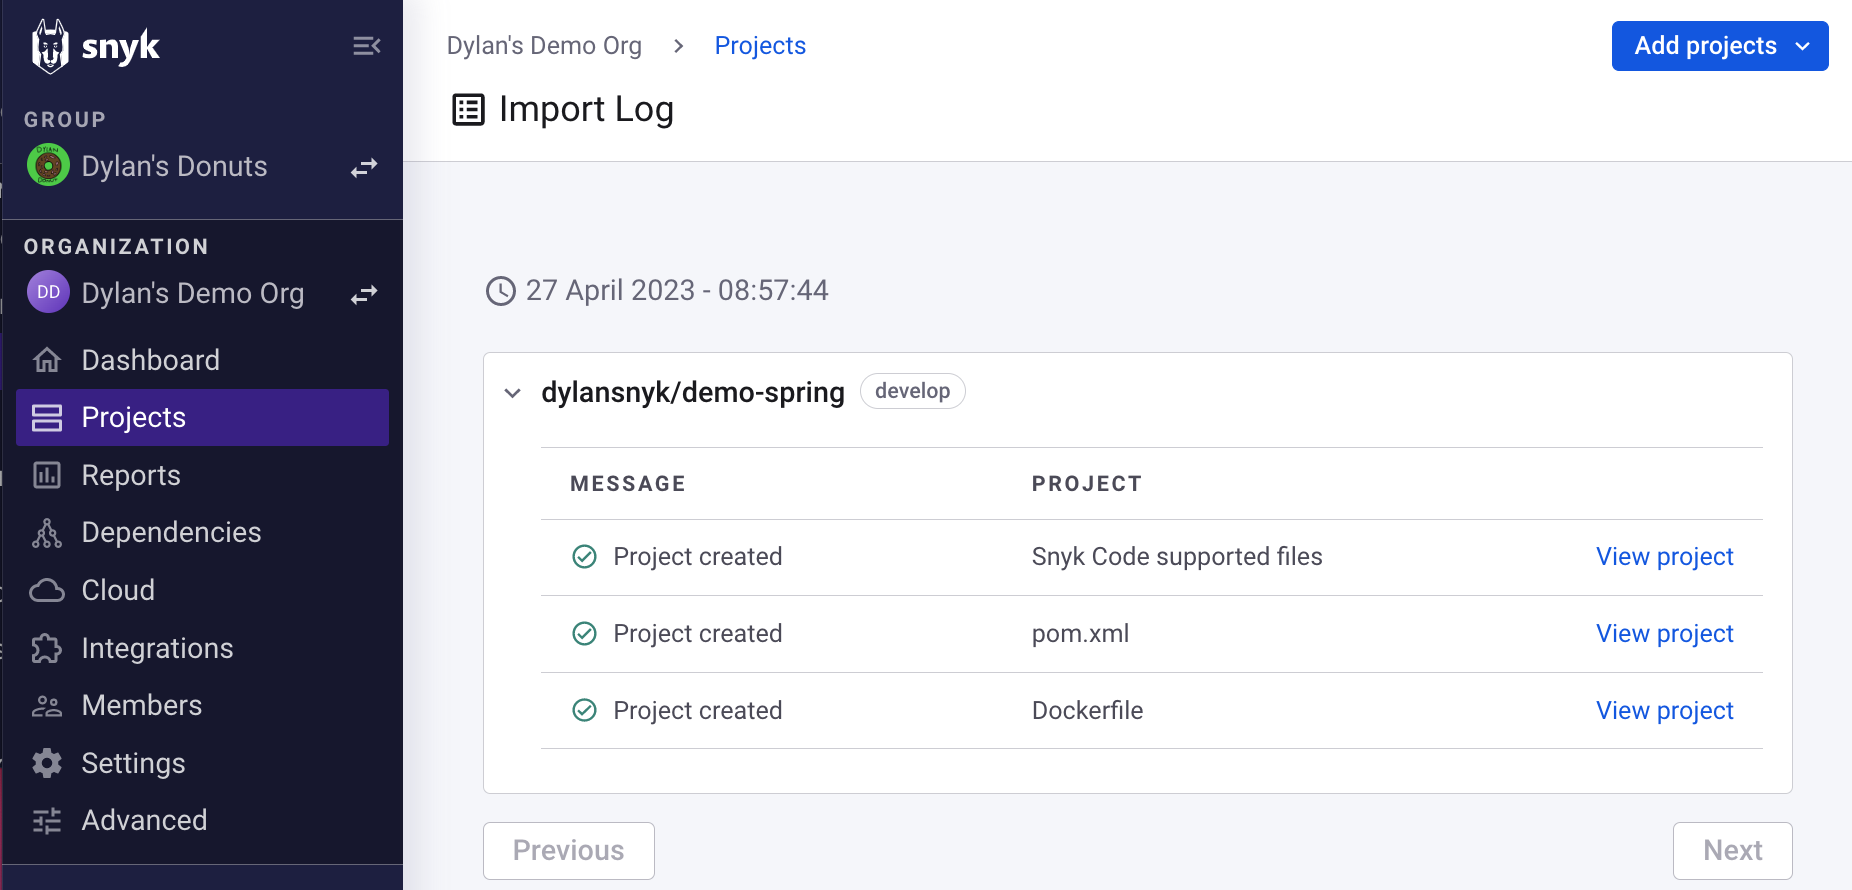 snyk
GROUP
Dylan's Donuts
ORGANIZATION
DD
Dylan's Demo Org
Dashboard
Projects
Reports
Dependencies
Cloud
Integrations
Members
Settings
Advanced
Dylan's Demo Org > Projects
Add projects
Import Log
27 April 2023 - 08:57:44
dylansnyk/demo-spring develop
MESSAGE PROJECT
Project created Snyk Code supported files View project
Project created pom.xml View project
Project created Dockerfile View project
Previous Next